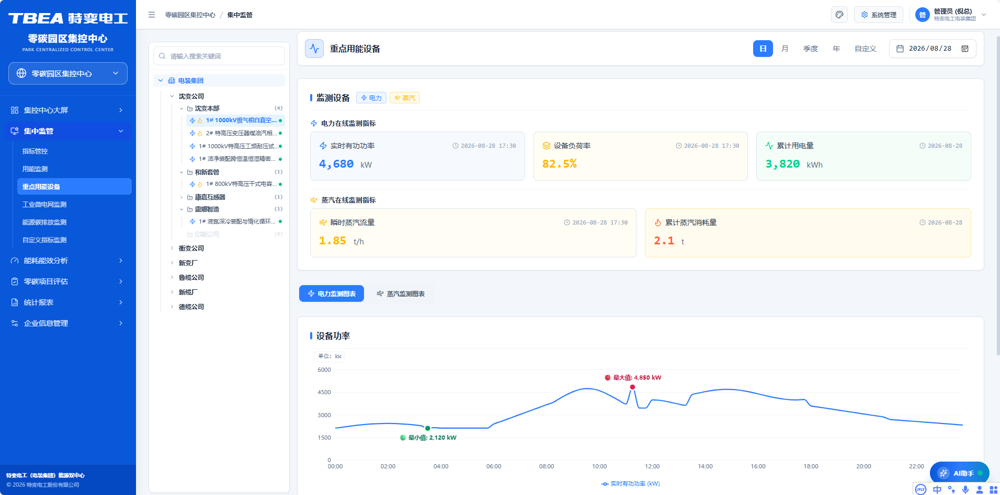 TBEA 特变电工
零碳园区集控中心
PARK CENTRALIZED CONTROL CENTER
零碳园区集控中心
集控中心大屏
集中监管
指标管控
用能监测
重点用能设备
工业微电网监测
能源碳排放监测
自定义指标监测
能耗能效分析
零碳项目评估
统计报表
企业信息管理
特变电工（电装集团）能源双中心
© 2026 特变电工股份有限公司
零碳园区集控中心 / 集中监管
系统管理
管
管理员 (倪总)
特变电工电装集团
请输入搜索关键词
电装集团
沈变公司
沈变本部 (4)
1# 1000kV级气相白真空...
2# 特高压变压器煤油汽相...
1# 1000kV特高压工频耐压试...
1# 洁净装配跨恒温恒湿精密...
和新套管 (1)
1# 800kV特高压干式电容...
康嘉互感器 (1)
露娜智造 (1)
1# 液氮深冷装配与惰化循环...
印能公司 (0)
衡变公司
新变厂
鲁缆公司
新缆厂
德缆公司
重点用能设备
日 月 季度 年 自定义 2026/08/28
监测设备 电力 蒸汽
电力在线监测指标
实时有功功率 2026-08-28 17:30
4,680 kW
设备负荷率 2026-08-28 17:30
82.5%
累计用电量 2026-08-28
3,820 kWh
蒸汽在线监测指标
瞬时蒸汽流量 2026-08-28 17:30
1.85 t/h
累计蒸汽消耗量 2026-08-28
2.1 t
电力监测图表 蒸汽监测图表
设备功率
单位: kW
6000
4500
3000
1500
0
最大值: 4,850 kW
最小值: 2,120 kW
00:00 02:00 04:00 06:00 08:00 10:00 12:00 14:00 16:00 18:00 20:00 22:00
实时有功功率 (kW)
AI助手
iFLY 中